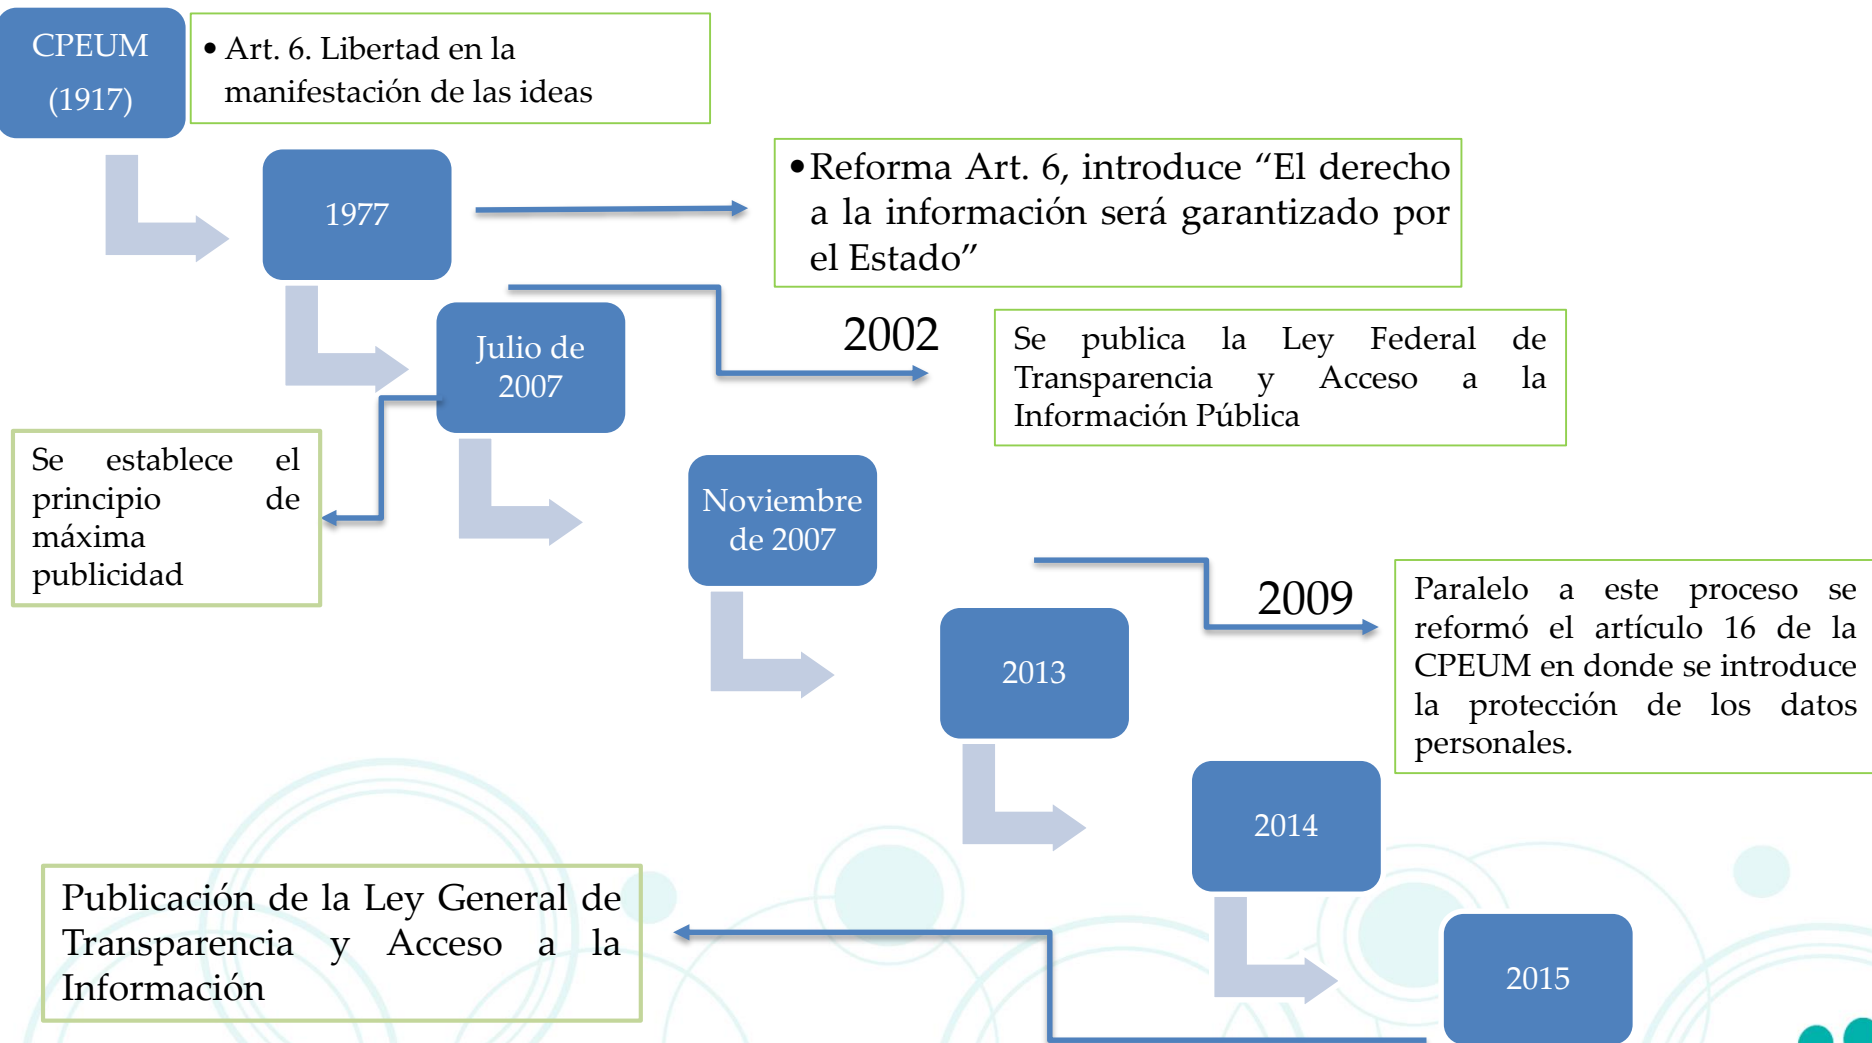 CPEUM
(1917)
• Art. 6. Libertad en la
manifestación de las ideas
1977
•Reforma Art. 6, introduce “El derecho
a la información será garantizado por
el Estado”
Julio de
2007
2002
Se publica la Ley Federal de
Transparencia y Acceso a la
Información Pública
Se establece el
principio de
máxima
publicidad
Noviembre
de 2007
2009
Paralelo a este proceso se
reformó el artículo 16 de la
CPEUM en donde se introduce
la protección de los datos
personales.
2013
2014
Publicación de la Ley General de
Transparencia y Acceso a la
Información
2015